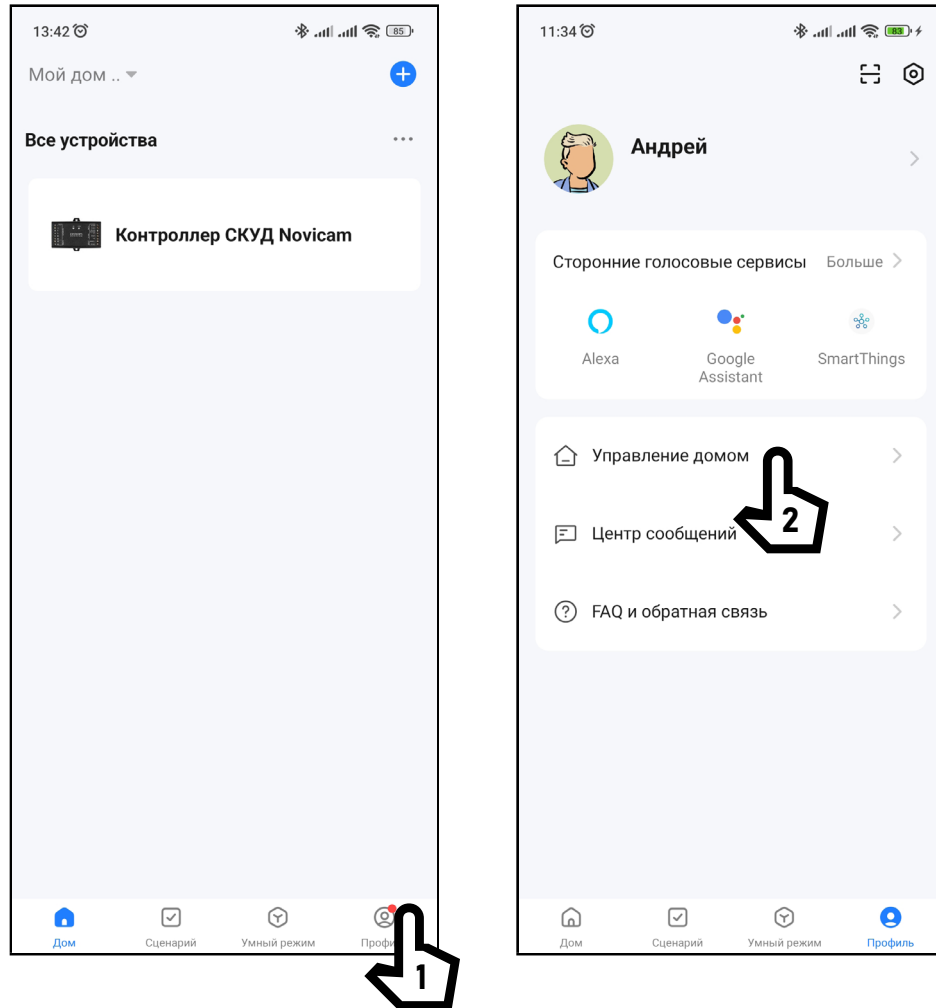 13:42
85
Мой дом ..
Все устройства
...
Контроллер СКУД Novicam
Дом
Сценарий
Умный режим
1
11:34
83
Андрей
Сторонние голосовые сервисы
Больше
Alexa
Google
Assistant
SmartThings
Управление домом
2
Центр сообщений
FAQ и обратная связь
Дом
Сценарий
Умный режим
Профиль